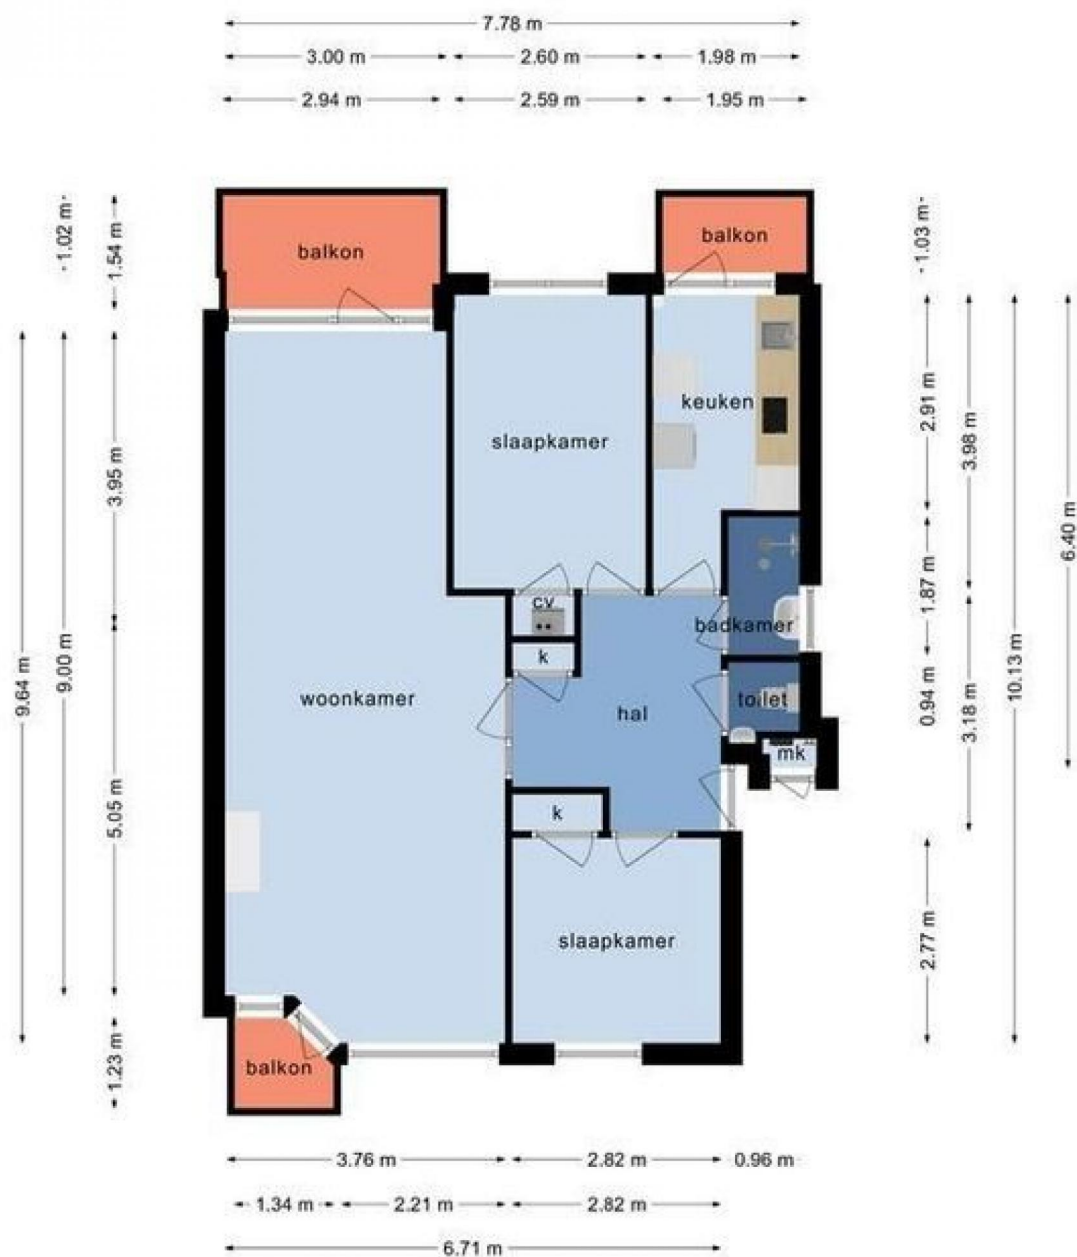 7.78 m
3.00 m 2.60 m 1.98 m
2.94 m 2.59 m 1.95 m
1.02 m
1.54 m
1.03 m
balkon
balkon
keuken
slaapkamer
2.91 m
3.98 m
3.95 m
6.40 m
cv
badkamer
1.87 m
k
woonkamer
hal
toilet
mk
9.64 m
9.00 m
0.94 m
3.18 m
10.13 m
5.05 m
k
slaapkamer
2.77 m
balkon
1.23 m
3.76 m 2.82 m 0.96 m
1.34 m 2.21 m 2.82 m
6.71 m